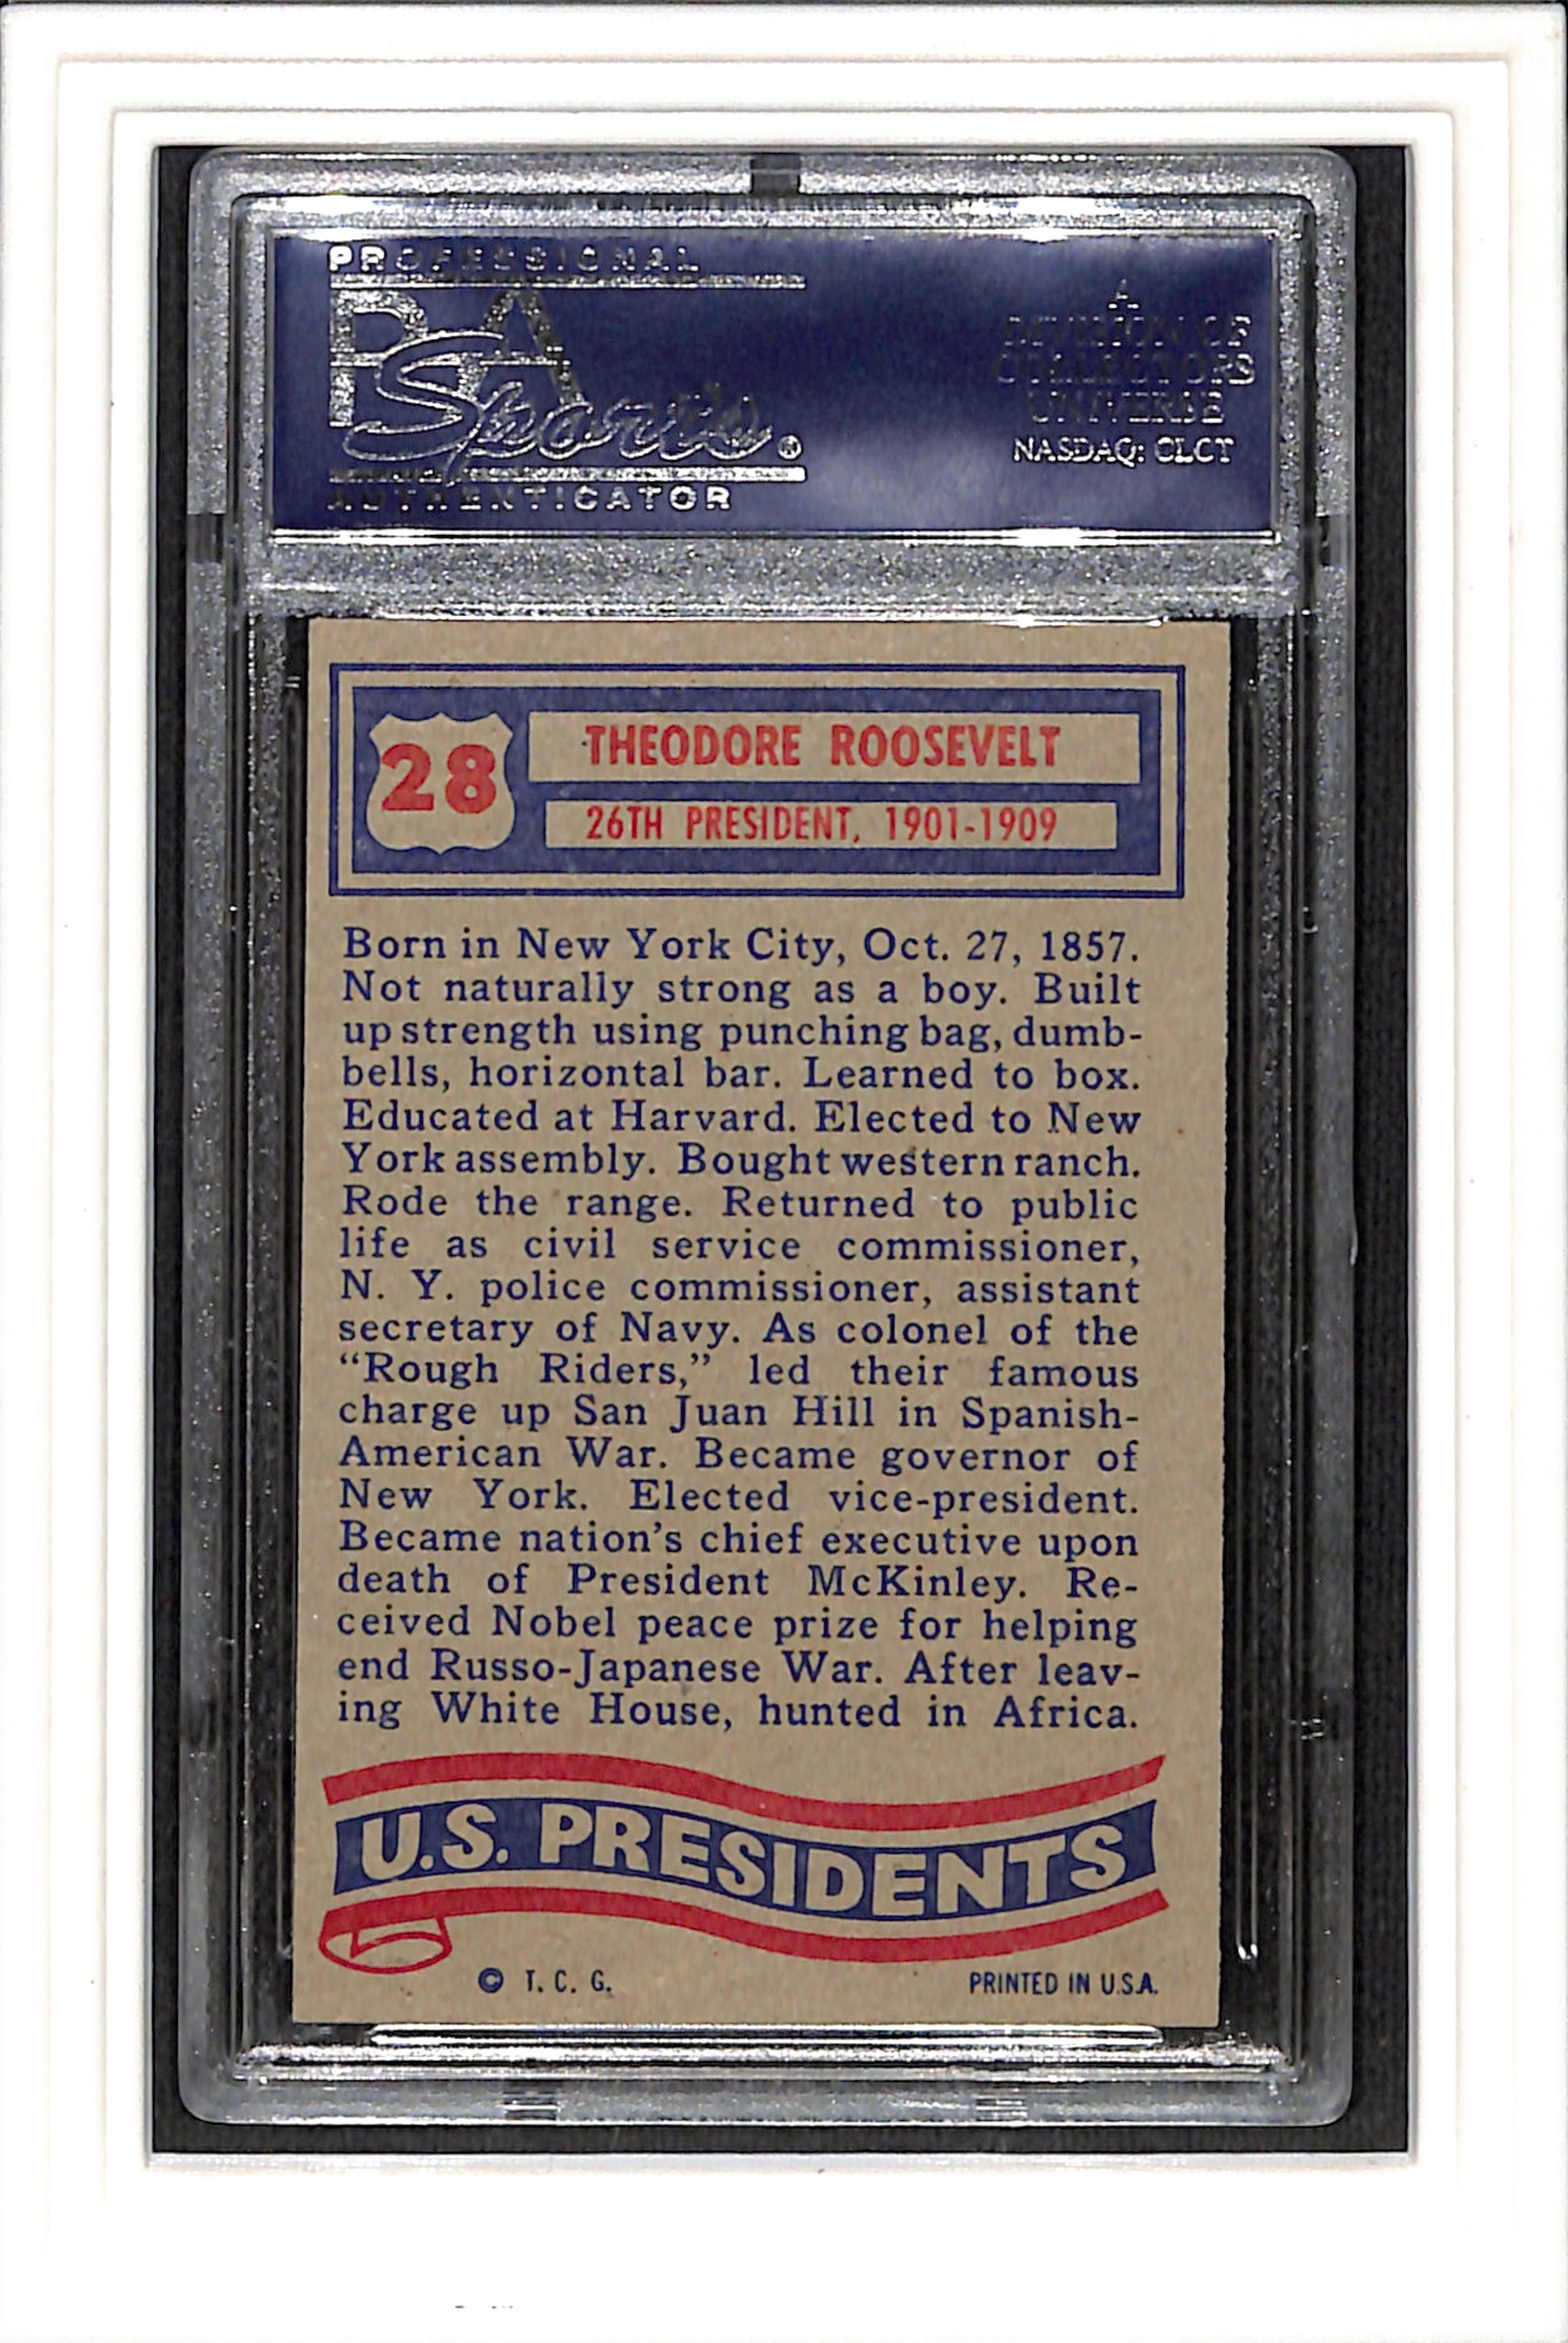 PROFESSIONAL
PSA
Sports®
AUTHENTICATOR
A
DIVISION OF
COLLECTORS
UNIVERSE
NASDAQ: CLCT
28
THEODORE ROOSEVELT
26TH PRESIDENT, 1901-1909
Born in New York City, Oct. 27, 1857.
Not naturally strong as a boy. Built
up strength using punching bag, dumb-
bells, horizontal bar. Learned to box.
Educated at Harvard. Elected to New
York assembly. Bought western ranch.
Rode the range. Returned to public
life as civil service commissioner,
N. Y. police commissioner, assistant
secretary of Navy. As colonel of the
“Rough Riders,” led their famous
charge up San Juan Hill in Spanish-
American War. Became governor of
New York. Elected vice-president.
Became nation’s chief executive upon
death of President McKinley. Re-
ceived Nobel peace prize for helping
end Russo-Japanese War. After leav-
ing White House, hunted in Africa.
U.S. PRESIDENTS
© T. C. G.
PRINTED IN U.S.A.